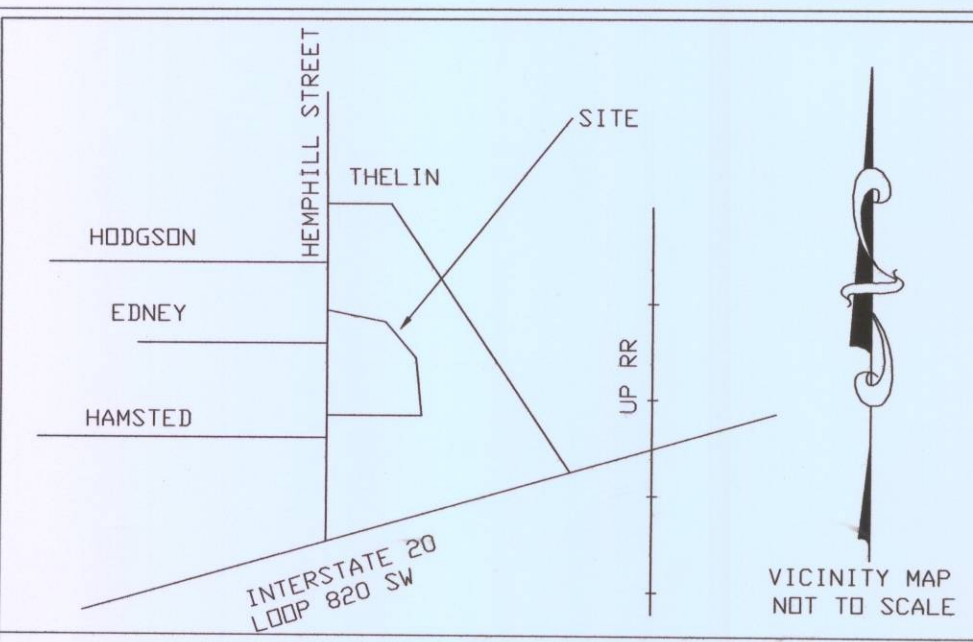 HEMPHILL STREET
SITE
THELIN
HODGSON
EDNEY
UP RR
HAMSTED
INTERSTATE 20
LOOP 820 SW
VICINITY MAP
NOT TO SCALE